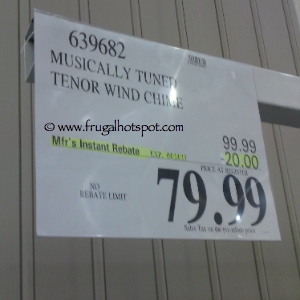 639682
MUSICALLY TUNED
TENOR WIND CHIME
© www.frugalhotspot.com
99.99
Mfr's Instant Rebate
-20.00
PRICE AT REGISTER
79.99
NO
REBATE LIMIT